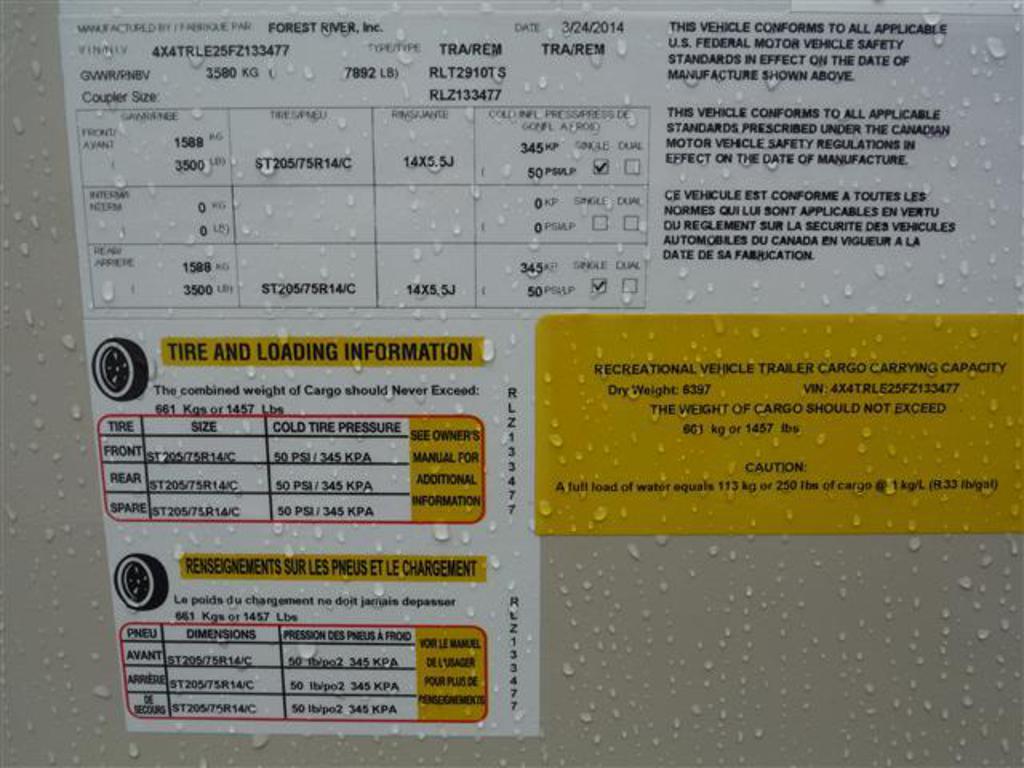 MANUFACTURED BY / FABRIQUE PAR FOREST RIVER, Inc. DATE 3/24/2014
V.I.N/N.I.V 4X4TRLE25FZ133477 TYPE/TYPE TRA/REM TRA/REM
GVWR/PNBV 3580 KG ( 7892 LB) RLT2910TS
Coupler Size: RLZ133477
GAWR/PNBE TIRES/PNEU RIMS/JANTE COLD INFL. PRESS/PRESS DE
GONFL. A FROID
FRONT/
AVANT 1588 KG 345 KP SINGLE DUAL
( 3500 LB) ST205/75R14/C 14X5.5J ( 50 PSI/LP
INTERM/
INTERM 0 KG 0 KP SINGLE DUAL
( 0 LB) ( 0 PSI/LP
REAR/
ARRIERE 1588 KG 345 KP SINGLE DUAL
( 3500 LB) ST205/75R14/C 14X5.5J ( 50 PSI/LP
THIS VEHICLE CONFORMS TO ALL APPLICABLE
U.S. FEDERAL MOTOR VEHICLE SAFETY
STANDARDS IN EFFECT ON THE DATE OF
MANUFACTURE SHOWN ABOVE.
THIS VEHICLE CONFORMS TO ALL APPLICABLE
STANDARDS PRESCRIBED UNDER THE CANADIAN
MOTOR VEHICLE SAFETY REGULATIONS IN
EFFECT ON THE DATE OF MANUFACTURE.
CE VEHICULE EST CONFORME A TOUTES LES
NORMES QUI LUI SONT APPLICABLES EN VERTU
DU REGLEMENT SUR LA SECURITE DES VEHICULES
AUTOMOBILES DU CANADA EN VIGUEUR A LA
DATE DE SA FABRICATION.
TIRE AND LOADING INFORMATION
The combined weight of Cargo should Never Exceed:
661 Kgs or 1457 Lbs
TIRE SIZE COLD TIRE PRESSURE SEE OWNER'S
FRONT ST205/75R14/C 50 PSI / 345 KPA MANUAL FOR
REAR ST205/75R14/C 50 PSI / 345 KPA ADDITIONAL
SPARE ST205/75R14/C 50 PSI / 345 KPA INFORMATION
RLZ133477
RECREATIONAL VEHICLE TRAILER CARGO CARRYING CAPACITY
Dry Weight: 6397 VIN: 4X4TRLE25FZ133477
THE WEIGHT OF CARGO SHOULD NOT EXCEED
661 kg or 1457 lbs
CAUTION:
A full load of water equals 113 kg or 250 lbs of cargo @ 1 kg/L (8.33 lb/gal)
RENSEIGNEMENTS SUR LES PNEUS ET LE CHARGEMENT
Le poids du chargement ne doit jamais depasser
661 Kgs or 1457 Lbs
PNEU DIMENSIONS PRESSION DES PNEUS À FROID VOIR LE MANUEL
AVANT ST205/75R14/C 50 lb/po2 345 KPA DE L'USAGER
ARRIÈRE ST205/75R14/C 50 lb/po2 345 KPA POUR PLUS DE
DE
SECOURS ST205/75R14/C 50 lb/po2 345 KPA RENSEIGNEMENTS
RLZ133477